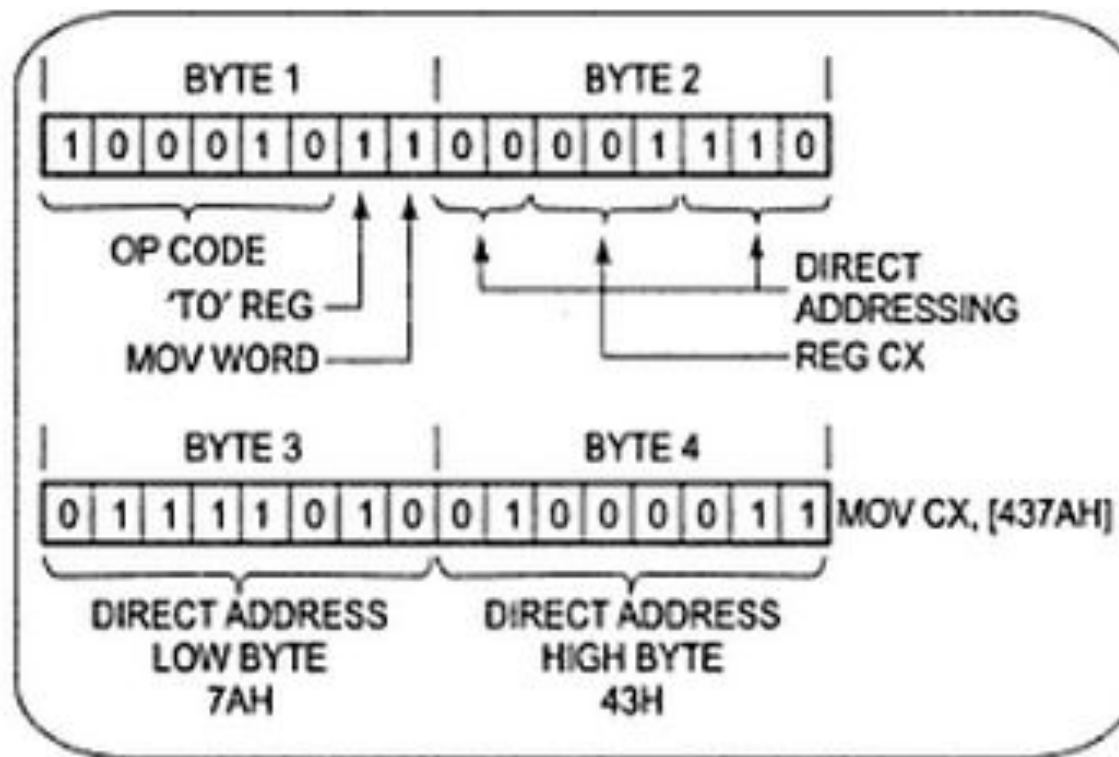 BYTE 1 BYTE 2
1 0 0 0 1 0 1 1 0 0 0 0 1 1 1 0
OP CODE
'TO' REG
MOV WORD
DIRECT
ADDRESSING
REG CX
BYTE 3 BYTE 4
0 1 1 1 1 0 1 0 0 1 0 0 0 0 1 1 MOV CX, [437AH]
DIRECT ADDRESS
LOW BYTE
7AH
DIRECT ADDRESS
HIGH BYTE
43H